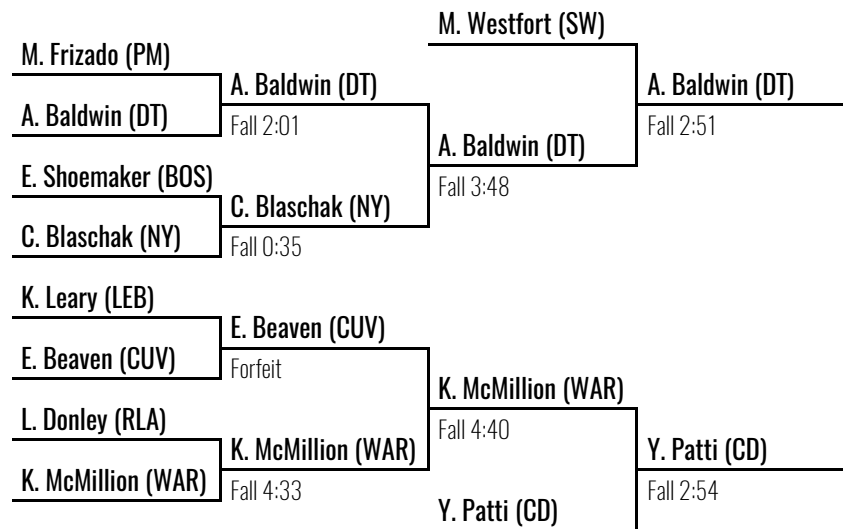 M. Westfort (SW)
M. Frizado (PM)
A. Baldwin (DT)
A. Baldwin (DT)
A. Baldwin (DT)
Fall 2:01
Fall 2:51
A. Baldwin (DT)
E. Shoemaker (BOS)
Fall 3:48
C. Blaschak (NY)
C. Blaschak (NY)
Fall 0:35
K. Leary (LEB)
E. Beaven (CUV)
E. Beaven (CUV)
Forfeit
K. McMillion (WAR)
L. Donley (RLA)
Fall 4:40
K. McMillion (WAR)
Y. Patti (CD)
K. McMillion (WAR)
Fall 4:33
Fall 2:54
Y. Patti (CD)